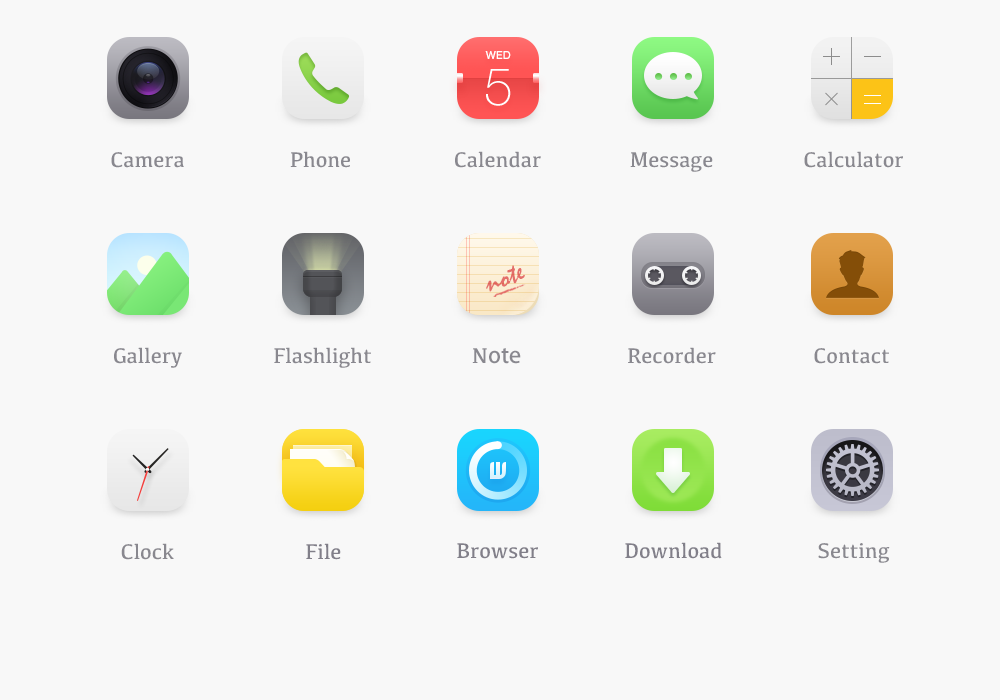 WED
5
Camera
Phone
Calendar
Message
Calculator
note
Gallery
Flashlight
Note
Recorder
Contact
Clock
File
Browser
Download
Setting